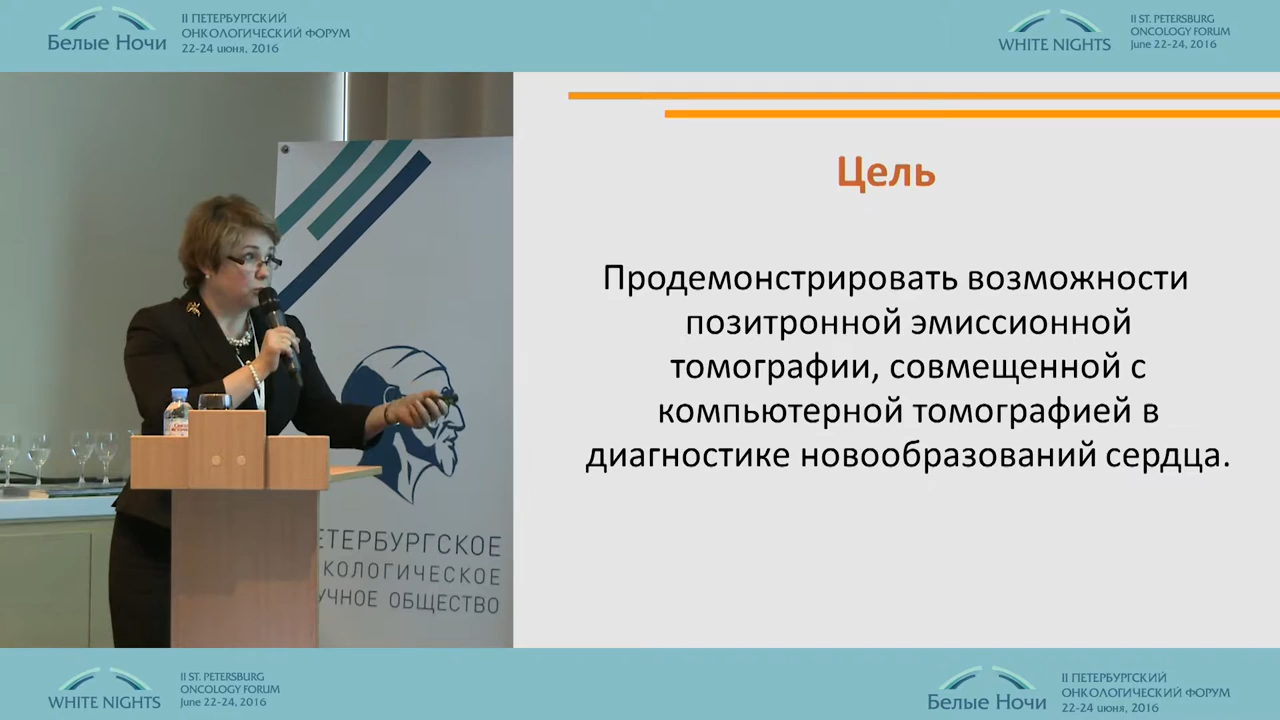 Белые Ночи
II ПЕТЕРБУРГСКИЙ
ОНКОЛОГИЧЕСКИЙ ФОРУМ
22-24 июня, 2016
WHITE NIGHTS
II ST. PETERSBURG
ONCOLOGY FORUM
June 22-24, 2016
Цель
Продемонстрировать возможности
позитронной эмиссионной
томографии, совмещенной с
компьютерной томографией в
диагностике новообразований сердца.
ЕТЕРБУРГСКОЕ
КОЛОГИЧЕСКОЕ
УЧНОЕ ОБЩЕСТВО
WHITE NIGHTS
II ST. PETERSBURG
ONCOLOGY FORUM
June 22-24, 2016
Белые Ночи
II ПЕТЕРБУРГСКИЙ
ОНКОЛОГИЧЕСКИЙ ФОРУМ
22-24 июня, 2016